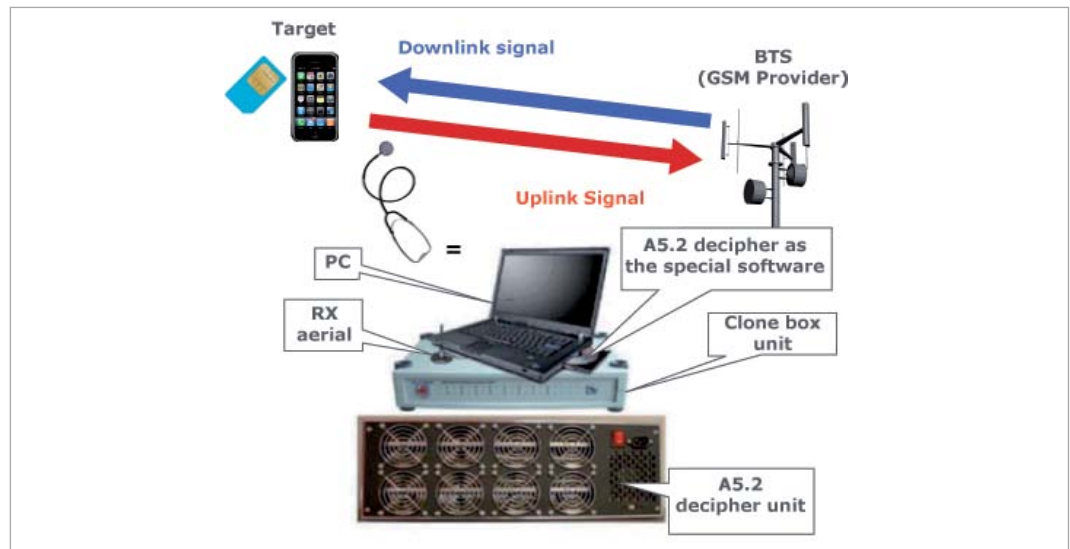 Target
Downlink signal
BTS
(GSM Provider)
Uplink Signal
=
PC
A5.2 decipher as
the special software
RX
aerial
Clone box
unit
A5.2
decipher unit